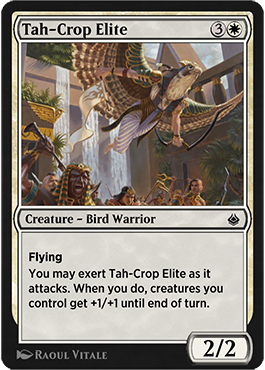 Tah-Crop Elite 3
Creature – Bird Warrior
Flying
You may exert Tah-Crop Elite as it
attacks. When you do, creatures you
control get +1/+1 until end of turn.
RAOUL VITALE
2/2